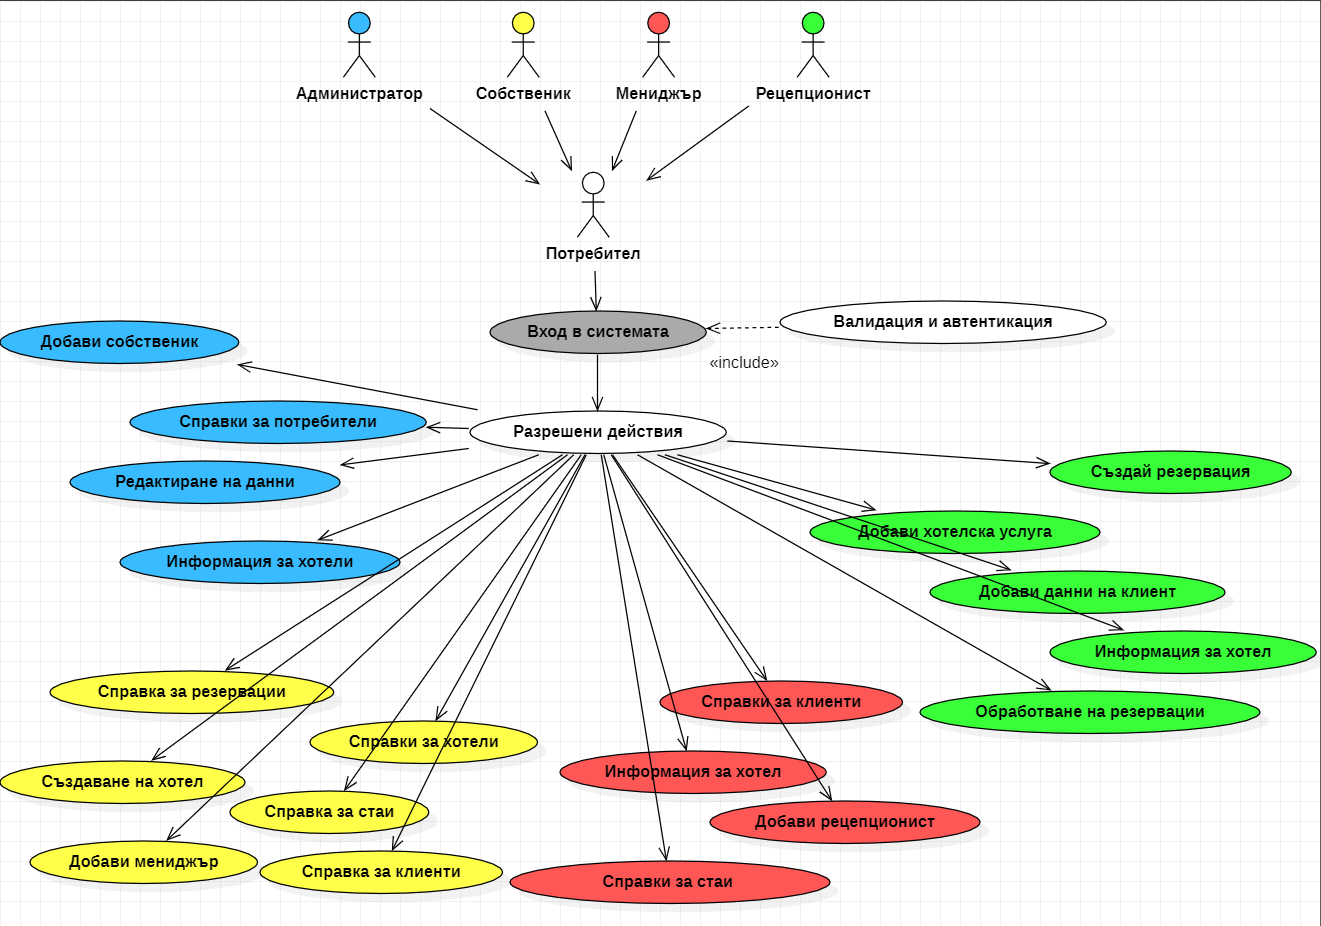 Администратор
Собственик
Мениджър
Рецепционист
Потребител
Вход в системата
Валидация и автентикация
«include»
Добави собственик
Справки за потребители
Разрешени действия
Редактиране на данни
Създай резервация
Добави хотелска услуга
Информация за хотели
Добави данни на клиент
Информация за хотел
Справка за резервации
Справки за клиенти
Обработване на резервации
Справки за хотели
Създаване на хотел
Информация за хотел
Справка за стаи
Добави рецепционист
Добави мениджър
Справка за клиенти
Справки за стаи